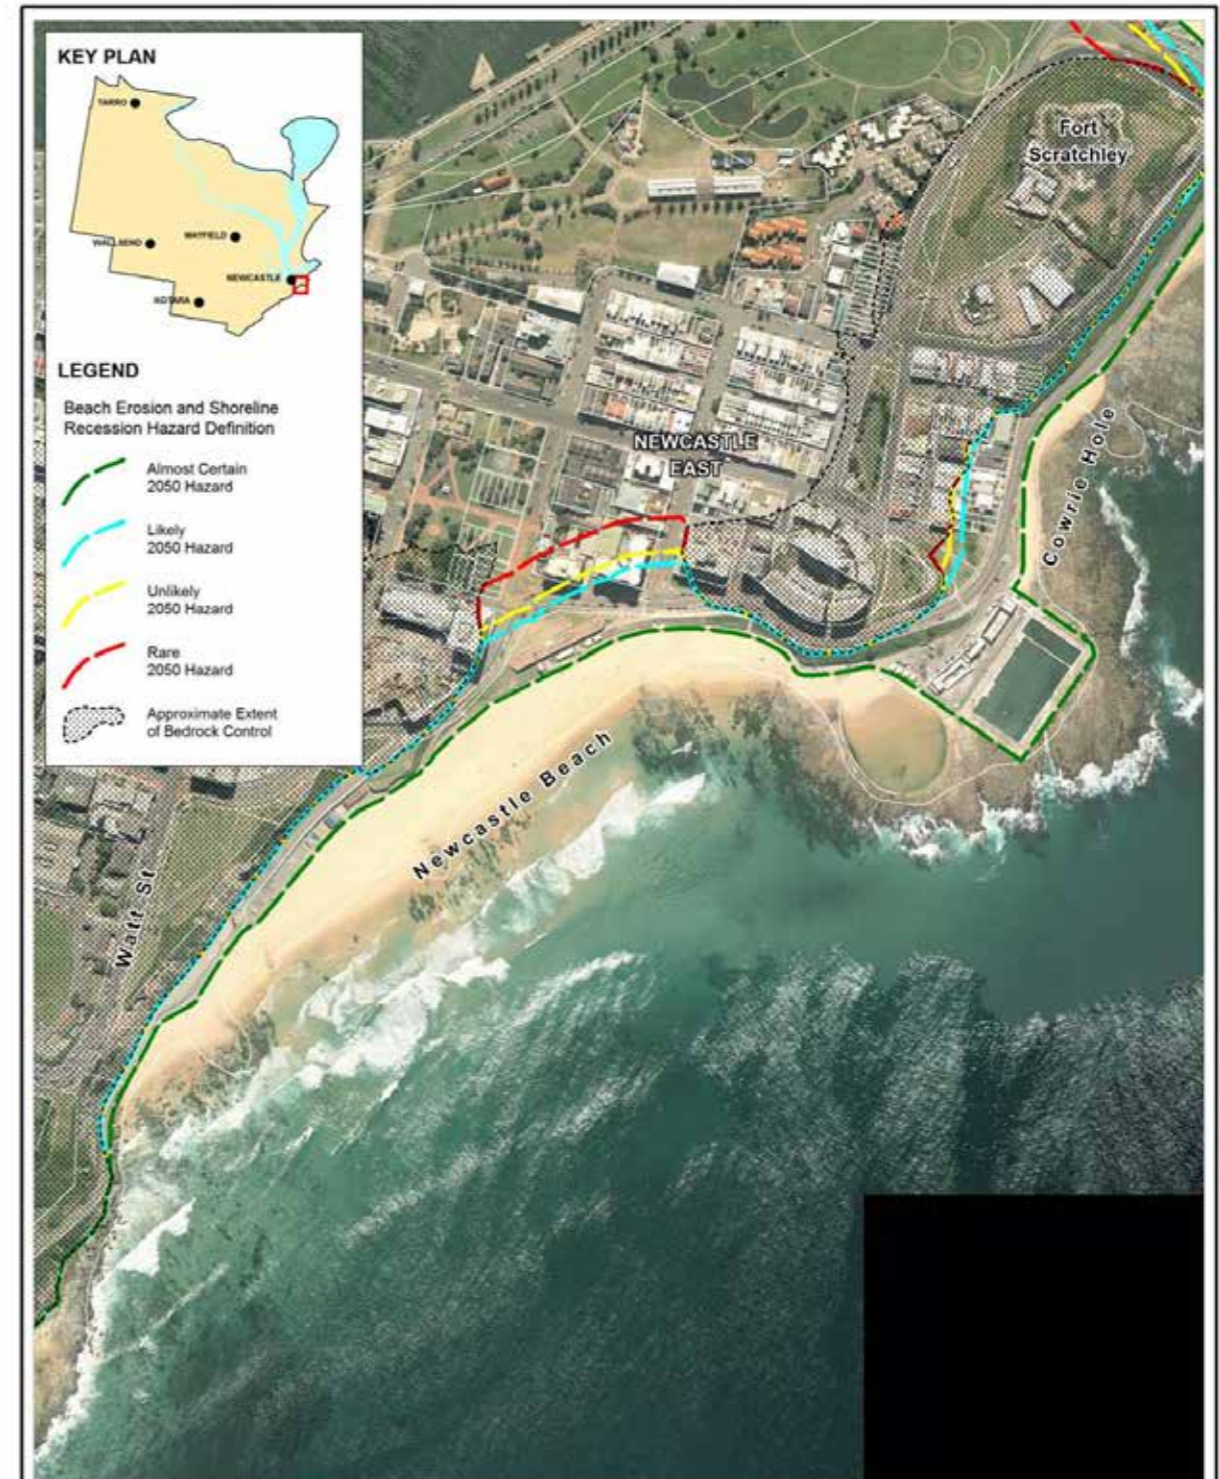 KEY PLAN
TARRO
WALLSEND
MAYFIELD
NEWCASTLE
KOTARA
LEGEND
Beach Erosion and Shoreline
Recession Hazard Definition
Almost Certain
2050 Hazard
Likely
2050 Hazard
Unlikely
2050 Hazard
Rare
2050 Hazard
Approximate Extent
of Bedrock Control
Fort
Scratchley
NEWCASTLE
EAST
Cowrie Hole
Newcastle Beach
Watt St